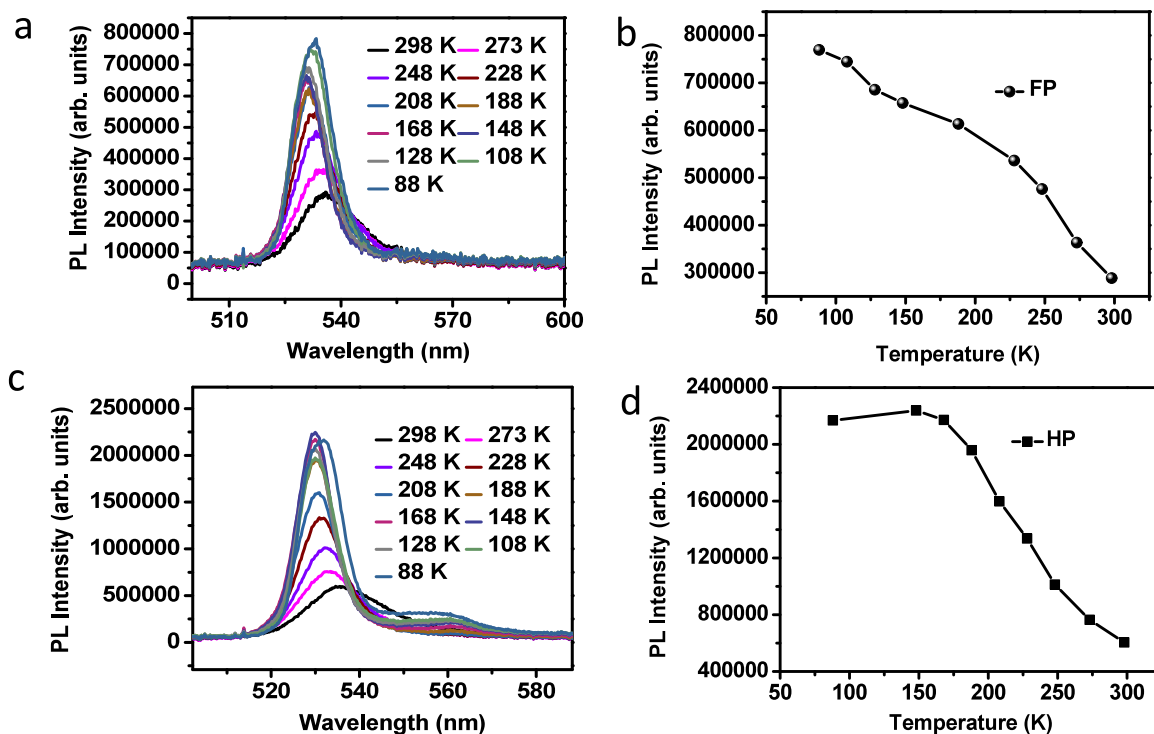 a
PL Intensity (arb. units)
800000
700000
600000
500000
400000
300000
200000
100000
0
298 K 273 K
248 K 228 K
208 K 188 K
168 K 148 K
128 K 108 K
88 K
510 540 570 600
Wavelength (nm)
b
PL Intensity (arb. units)
800000
700000
600000
500000
400000
300000
FP
50 100 150 200 250 300
Temperature (K)
c
PL Intensity (arb. units)
2500000
2000000
1500000
1000000
500000
0
298 K 273 K
248 K 228 K
208 K 188 K
168 K 148 K
128 K 108 K
88 K
520 540 560 580
Wavelength (nm)
d
PL Intensity (arb. units)
2400000
2000000
1600000
1200000
800000
400000
HP
50 100 150 200 250 300
Temperature (K)